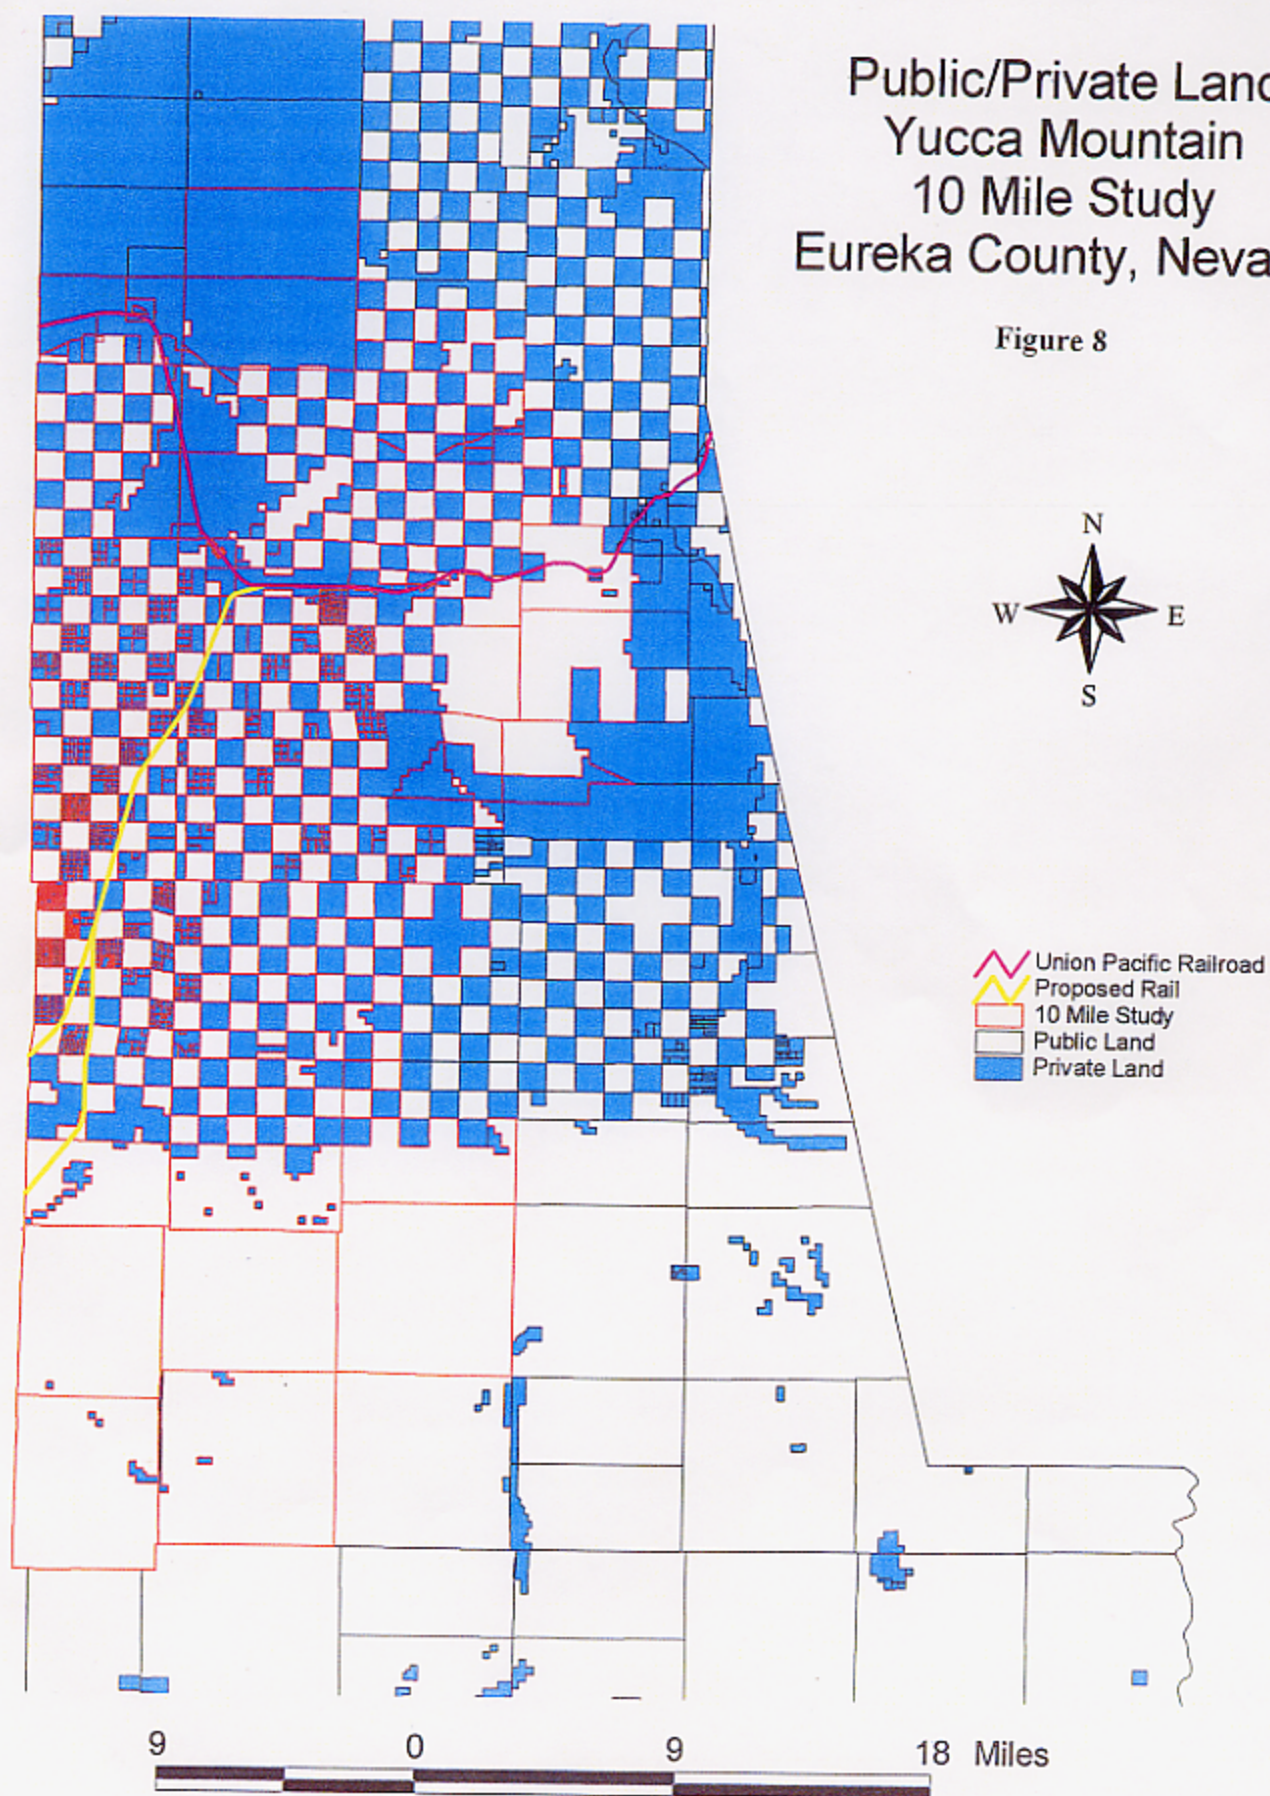 Public/Private Land
Yucca Mountain
10 Mile Study
Eureka County, Neva
Figure 8
N
W
E
S
Union Pacific Railroad
Proposed Rail
10 Mile Study
Public Land
Private Land
9 0 9 18 Miles